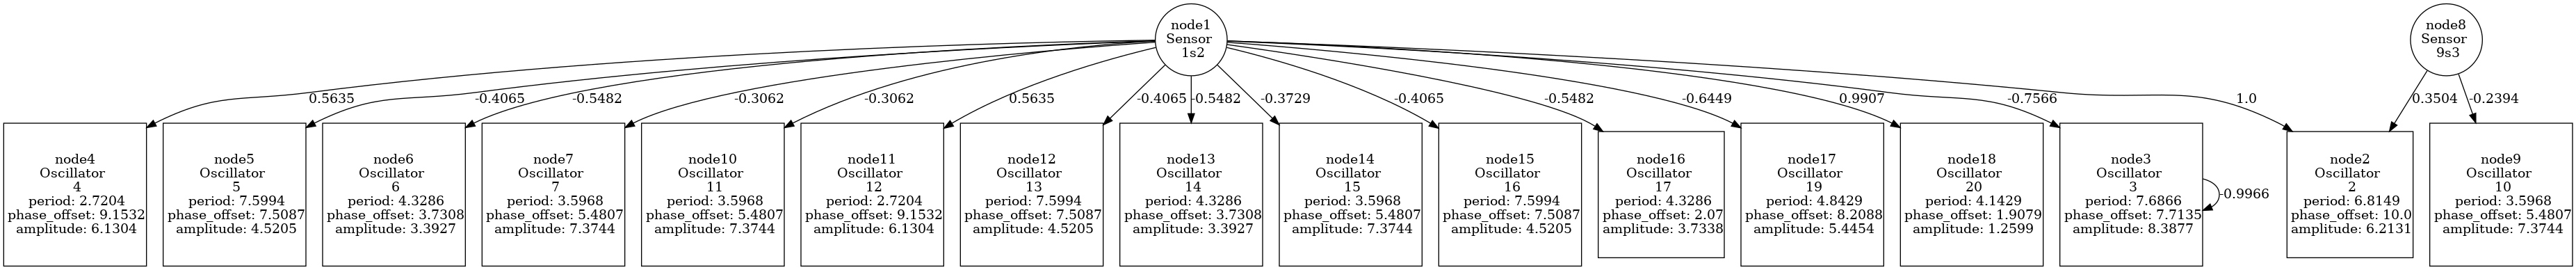 node1
Sensor
1s2
node8
Sensor
9s3
0.5635
-0.4065
-0.5482
-0.3062
-0.3062
0.5635
-0.4065
-0.5482
-0.3729
-0.4065
-0.5482
-0.6449
0.9907
-0.7566
1.0
0.3504
-0.2394
node4
Oscillator
4
period: 2.7204
phase_offset: 9.1532
amplitude: 6.1304
node5
Oscillator
5
period: 7.5994
phase_offset: 7.5087
amplitude: 4.5205
node6
Oscillator
6
period: 4.3286
phase_offset: 3.7308
amplitude: 3.3927
node7
Oscillator
7
period: 3.5968
phase_offset: 5.4807
amplitude: 7.3744
node10
Oscillator
11
period: 3.5968
phase_offset: 5.4807
amplitude: 7.3744
node11
Oscillator
12
period: 2.7204
phase_offset: 9.1532
amplitude: 6.1304
node12
Oscillator
13
period: 7.5994
phase_offset: 7.5087
amplitude: 4.5205
node13
Oscillator
14
period: 4.3286
phase_offset: 3.7308
amplitude: 3.3927
node14
Oscillator
15
period: 3.5968
phase_offset: 5.4807
amplitude: 7.3744
node15
Oscillator
16
period: 7.5994
phase_offset: 7.5087
amplitude: 4.5205
node16
Oscillator
17
period: 4.3286
phase_offset: 2.07
amplitude: 3.7338
node17
Oscillator
19
period: 4.8429
phase_offset: 8.2088
amplitude: 5.4454
node18
Oscillator
20
period: 4.1429
phase_offset: 1.9079
amplitude: 1.2599
node3
Oscillator
3
period: 7.6866
phase_offset: 7.7135
amplitude: 8.3877
-0.9966
node2
Oscillator
2
period: 6.8149
phase_offset: 10.0
amplitude: 6.2131
node9
Oscillator
10
period: 3.5968
phase_offset: 5.4807
amplitude: 7.3744